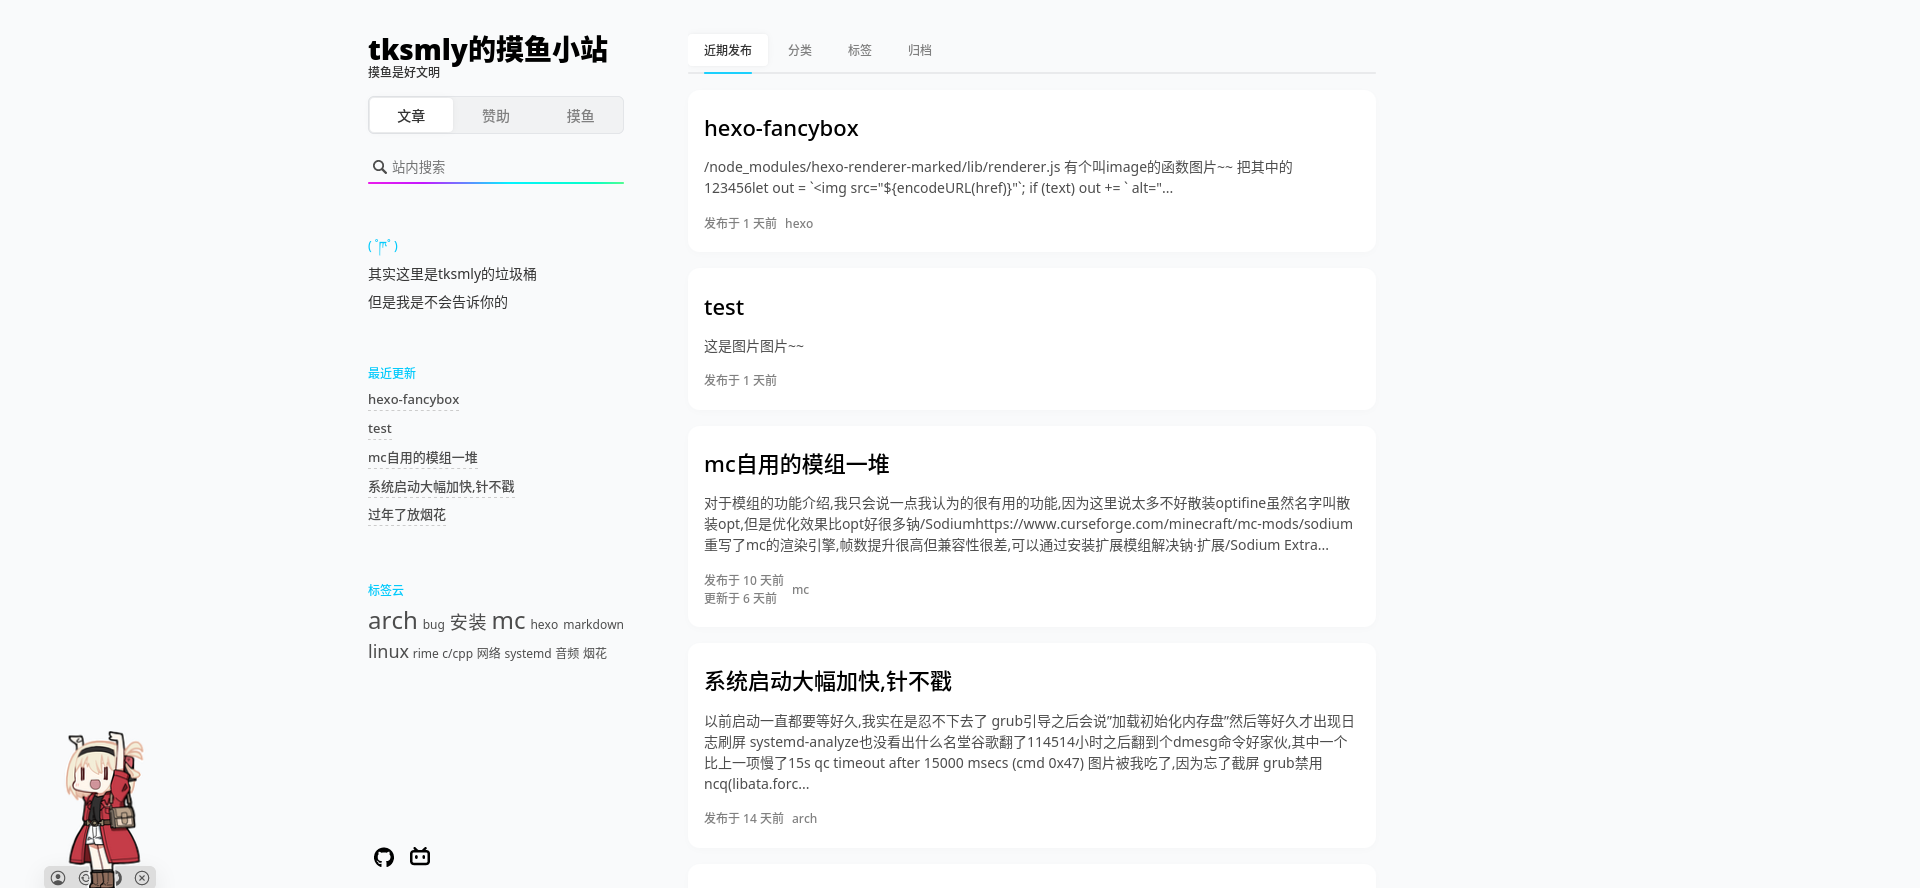 tksmly的摸鱼小站
摸鱼是好文明
文章 赞助 摸鱼
站内搜索
其实这里是tksmly的垃圾桶
但是我是不会告诉你的
最近更新
hexo-fancybox
test
mc自用的模组一堆
系统启动大幅加快,针不戳
过年了放烟花
标签云
arch bug 安装 mc hexo markdown
linux rime c/cpp 网络 systemd 音频 烟花
近期发布 分类 标签 归档
hexo-fancybox
/node_modules/hexo-renderer-marked/lib/renderer.js 有个叫image的函数图片~~ 把其中的
123456let out = `<img src="${encodeURL(href)}"`; if (text) out += ` alt="...
发布于 1 天前 hexo
test
这是图片图片~~
发布于 1 天前
mc自用的模组一堆
对于模组的功能介绍,我只会说一点我认为的很有用的功能,因为这里说太多不好散装optifine虽然名字叫散
装opt,但是优化效果比opt好很多钠/Sodiumhttps://www.curseforge.com/minecraft/mc-mods/sodium
重写了mc的渲染引擎,帧数提升很高但兼容性很差,可以通过安装扩展模组解决钠·扩展/Sodium Extra...
发布于 10 天前
更新于 6 天前
mc
系统启动大幅加快,针不戳
以前启动一直都要等好久,我实在是忍不下去了 grub引导之后会说”加载初始化内存盘”然后等好久才出现日
志刷屏 systemd-analyze也没看出什么名堂谷歌翻了114514小时之后翻到个dmesg命令好家伙,其中一个
比上一项慢了15s qc timeout after 15000 msecs (cmd 0x47) 图片被我吃了,因为忘了截屏 grub禁用
ncq(libata.forc...
发布于 14 天前 arch